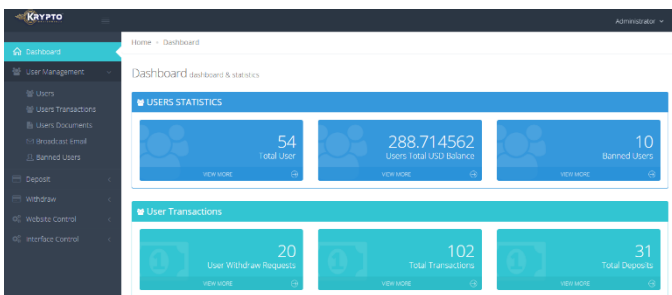 KRYPTO
Administrator
Home - Dashboard
Dashboard
User Management
Users
Users Transactions
Users Documents
Broadcast Email
Banned Users
Deposit
Withdraw
Website Control
Interface Control
Dashboard dashboard & statistics
USERS STATISTICS
54
Total User
VIEW MORE
288.714562
Users Total USD Balance
VIEW MORE
10
Banned Users
VIEW MORE
User Transactions
20
User Withdraw Requests
VIEW MORE
102
Total Transactions
VIEW MORE
31
Total Deposits
VIEW MORE